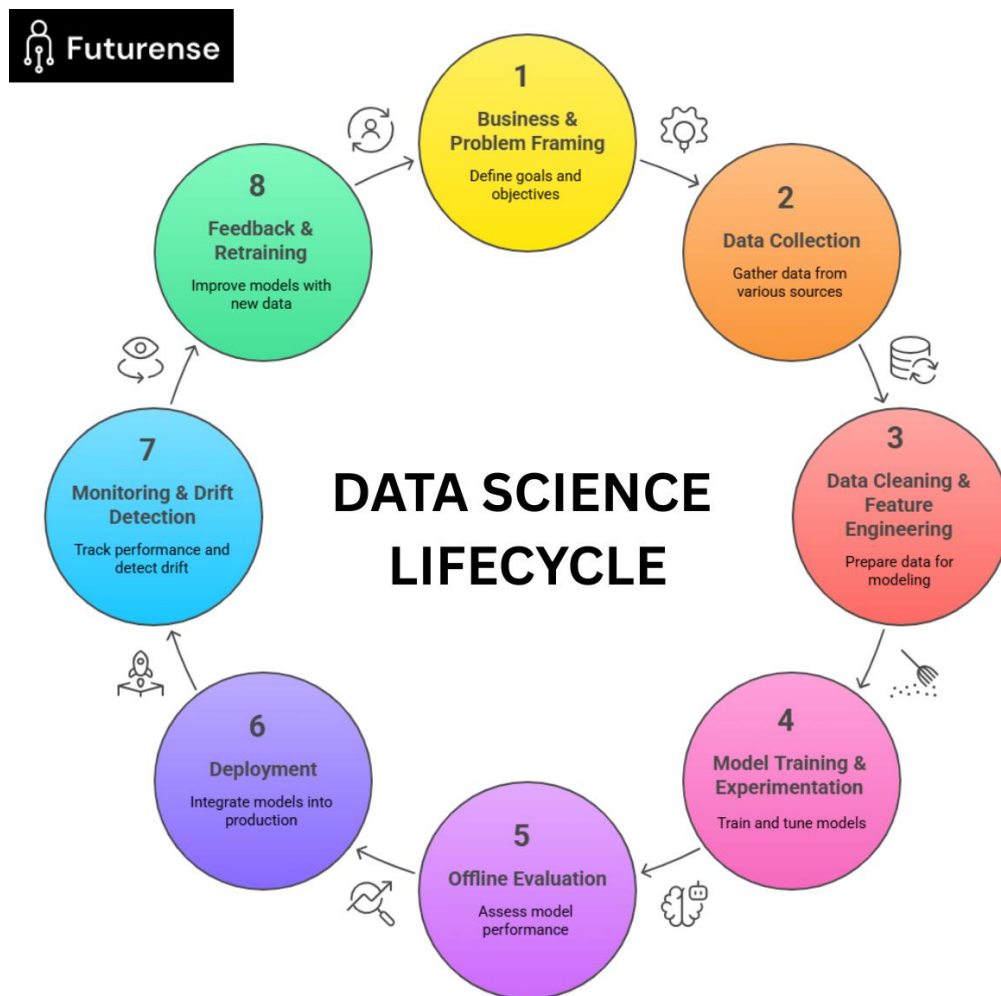 Futurense
1
Business &
Problem Framing
Define goals and
objectives
2
Data Collection
Gather data from
various sources
3
Data Cleaning &
Feature
Engineering
Prepare data for
modeling
4
Model Training &
Experimentation
Train and tune models
5
Offline Evaluation
Assess model
performance
6
Deployment
Integrate models into
production
7
Monitoring & Drift
Detection
Track performance and
detect drift
8
Feedback &
Retraining
Improve models with
new data
DATA SCIENCE
LIFECYCLE